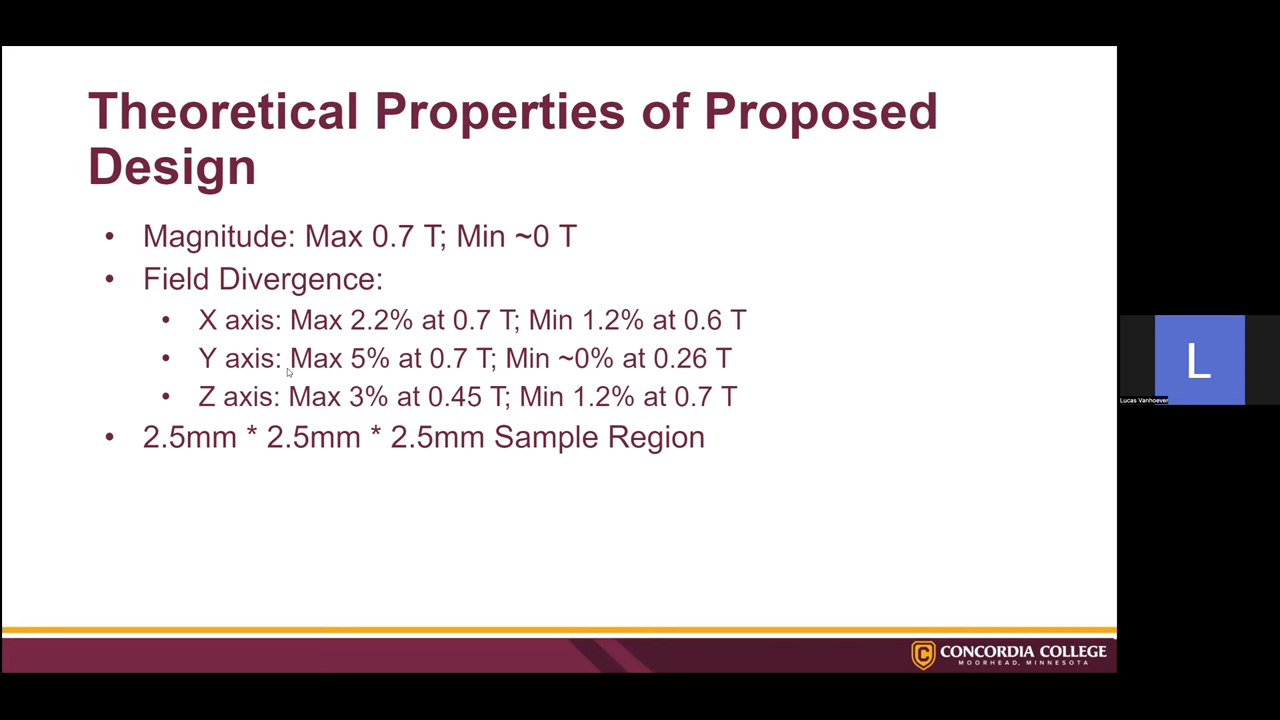 Theoretical Properties of Proposed
Design
• Magnitude: Max 0.7 T; Min ~0 T
• Field Divergence:
• X axis: Max 2.2% at 0.7 T; Min 1.2% at 0.6 T
• Y axis: Max 5% at 0.7 T; Min ~0% at 0.26 T
• Z axis: Max 3% at 0.45 T; Min 1.2% at 0.7 T
• 2.5mm * 2.5mm * 2.5mm Sample Region
L
Lucas Vanhoever
C CONCORDIA COLLEGE
MOORHEAD, MINNESOTA